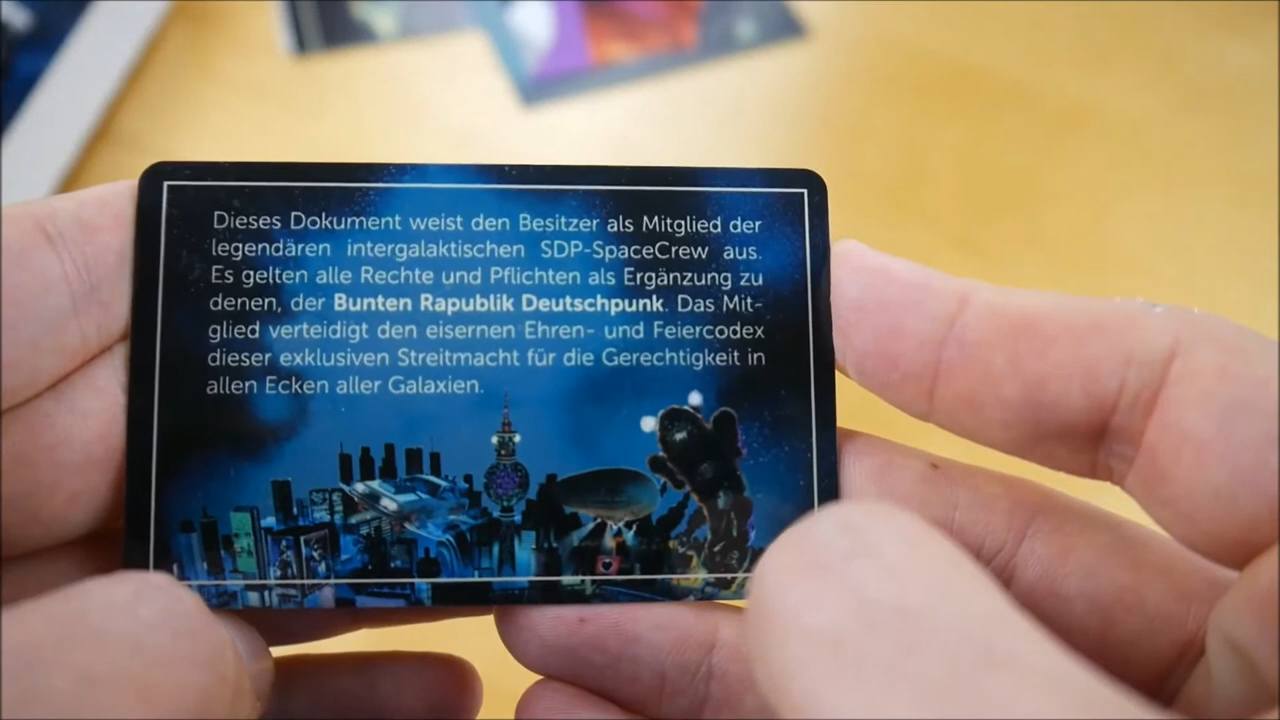 Dieses Dokument weist den Besitzer als Mitglied der
legendären intergalaktischen SDP-SpaceCrew aus.
Es gelten alle Rechte und Pflichten als Ergänzung zu
denen, der Bunten Rapublik Deutschpunk. Das Mit-
glied verteidigt den eisernen Ehren- und Feiercodex
dieser exklusiven Streitmacht für die Gerechtigkeit in
allen Ecken aller Galaxien.